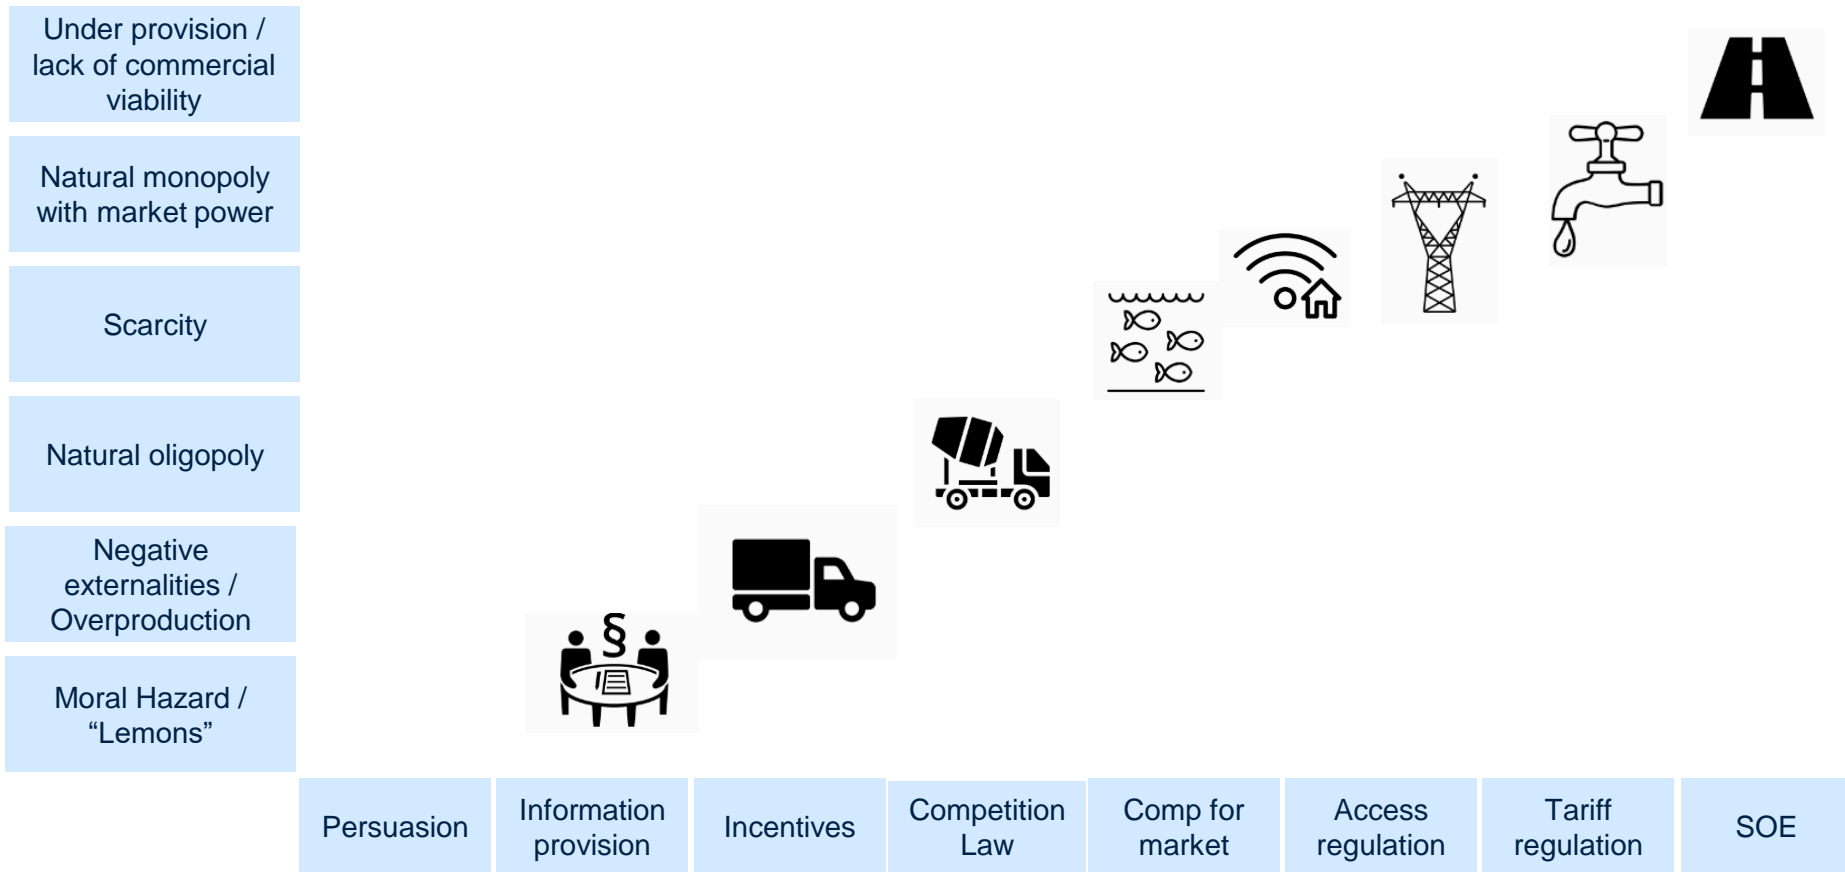 Under provision /
lack of commercial
viability
Natural monopoly
with market power
Scarcity
Natural oligopoly
Negative
externalities /
Overproduction
§
Moral Hazard /
“Lemons”
Persuasion
Information
provision
Incentives
Competition
Law
Comp for
market
Access
regulation
Tariff
regulation
SOE